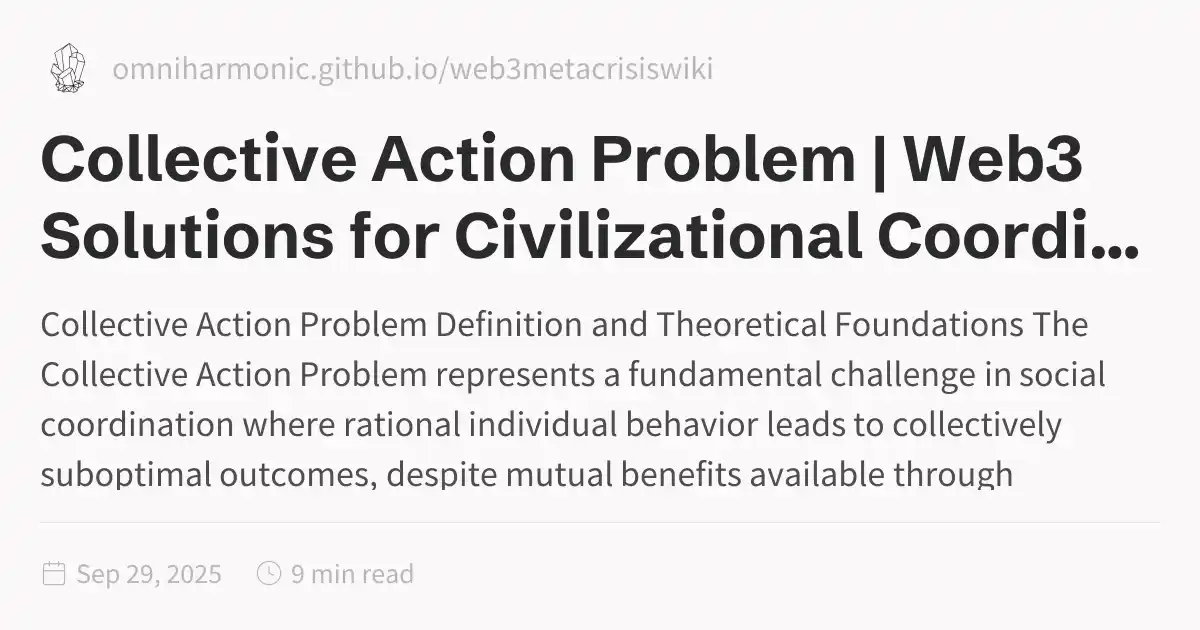 omniharmonic.github.io/web3metacrisiswiki
Collective Action Problem | Web3
Solutions for Civilizational Coordi...
Collective Action Problem Definition and Theoretical Foundations The
Collective Action Problem represents a fundamental challenge in social
coordination where rational individual behavior leads to collectively
suboptimal outcomes, despite mutual benefits available through
Sep 29, 2025
9 min read